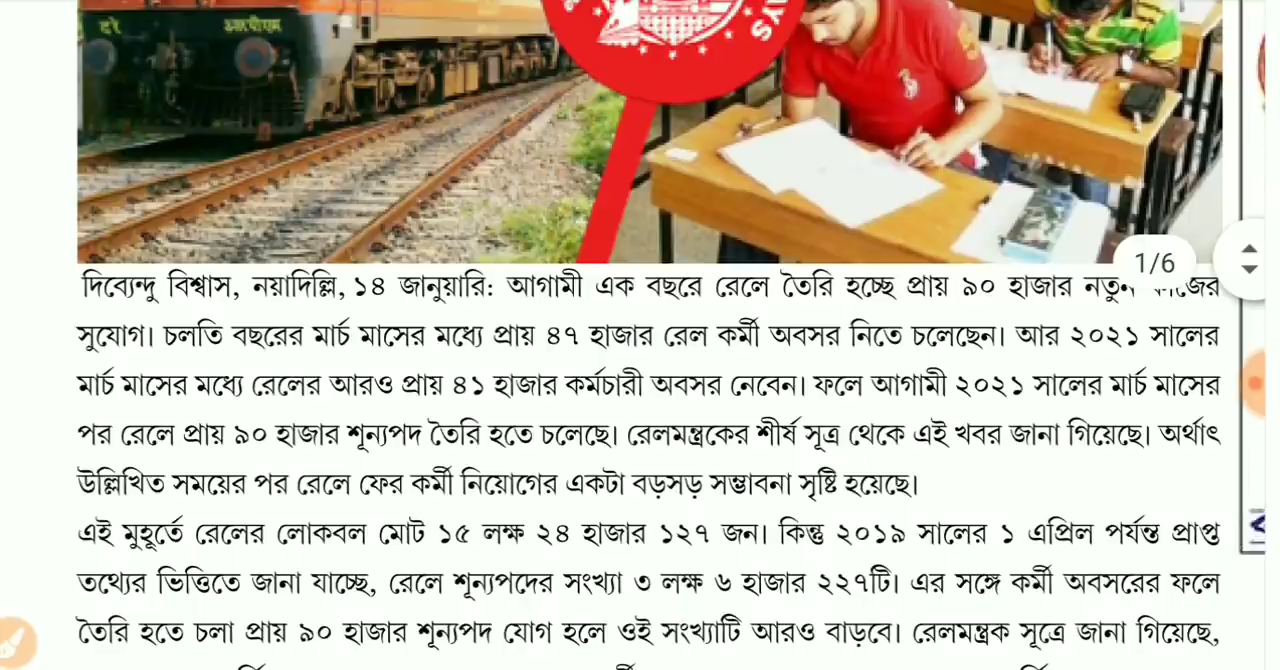 दरे
आरपीएम
AYS
1/6
দিব্যেন্দু বিশ্বাস, নয়াদিল্লি, ১৪ জানুয়ারি: আগামী এক বছরে রেলে তৈরি হচ্ছে প্রায় ৯০ হাজার
সুযোগ। চলতি বছরের মার্চ মাসের মধ্যে প্রায় ৪৭ হাজার রেল কর্মী অবসর নিতে চলেছেন। আর ২০২১ সালের
মার্চ মাসের মধ্যে রেলের আরও প্রায় ৪১ হাজার কর্মচারী অবসর নেবেন। ফলে আগামী ২০২১ সালের মার্চ মাসের
পর রেলে প্রায় ৯০ হাজার শূন্যপদ তৈরি হতে চলেছে। রেলমন্ত্রকের শীর্ষ সূত্র থেকে এই খবর জানা গিয়েছে। অর্থাৎ
উল্লিখিত সময়ের পর রেলে ফের কর্মী নিয়োগের একটা বড়সড় সম্ভাবনা সৃষ্টি হয়েছে।
এই মুহূর্তে রেলের লোকবল মোট ১৫ লক্ষ ২৪ হাজার ১২৭ জন। কিন্তু ২০১৯ সালের ১ এপ্রিল পর্যন্ত প্রাপ্ত
তথ্যের ভিত্তিতে জানা যাচ্ছে, রেলে শূন্যপদের সংখ্যা ৩ লক্ষ ৬ হাজার ২২৭টি। এর সঙ্গে কর্মী অবসরের ফলে
তৈরি হতে চলা প্রায় ৯০ হাজার শূন্যপদ যোগ হলে ওই সংখ্যাটি আরও বাড়বে। রেলমন্ত্রক সূত্রে জানা গিয়েছে,